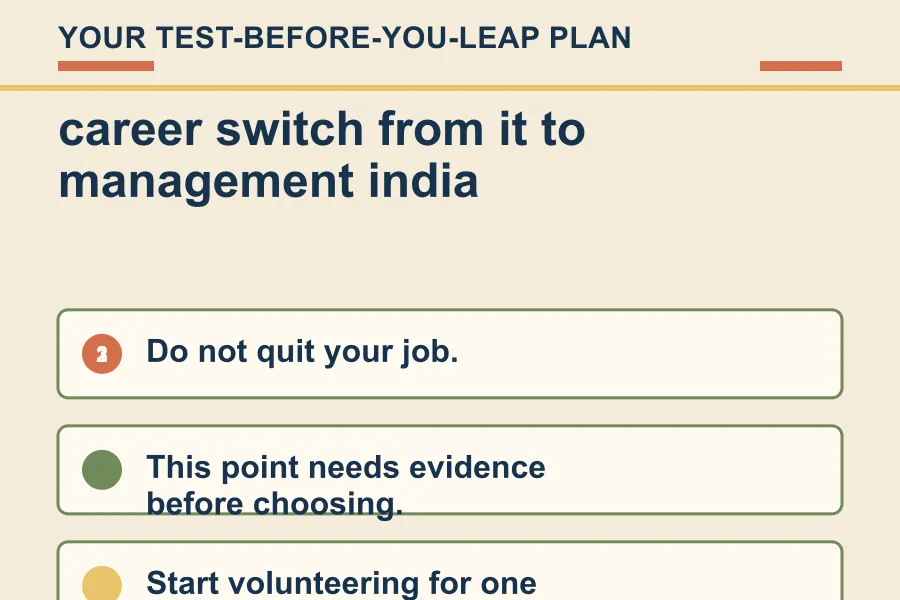 YOUR TEST-BEFORE-YOU-LEAP PLAN
career switch from it to
management india
Do not quit your job.
This point needs evidence
before choosing.
Start volunteering for one